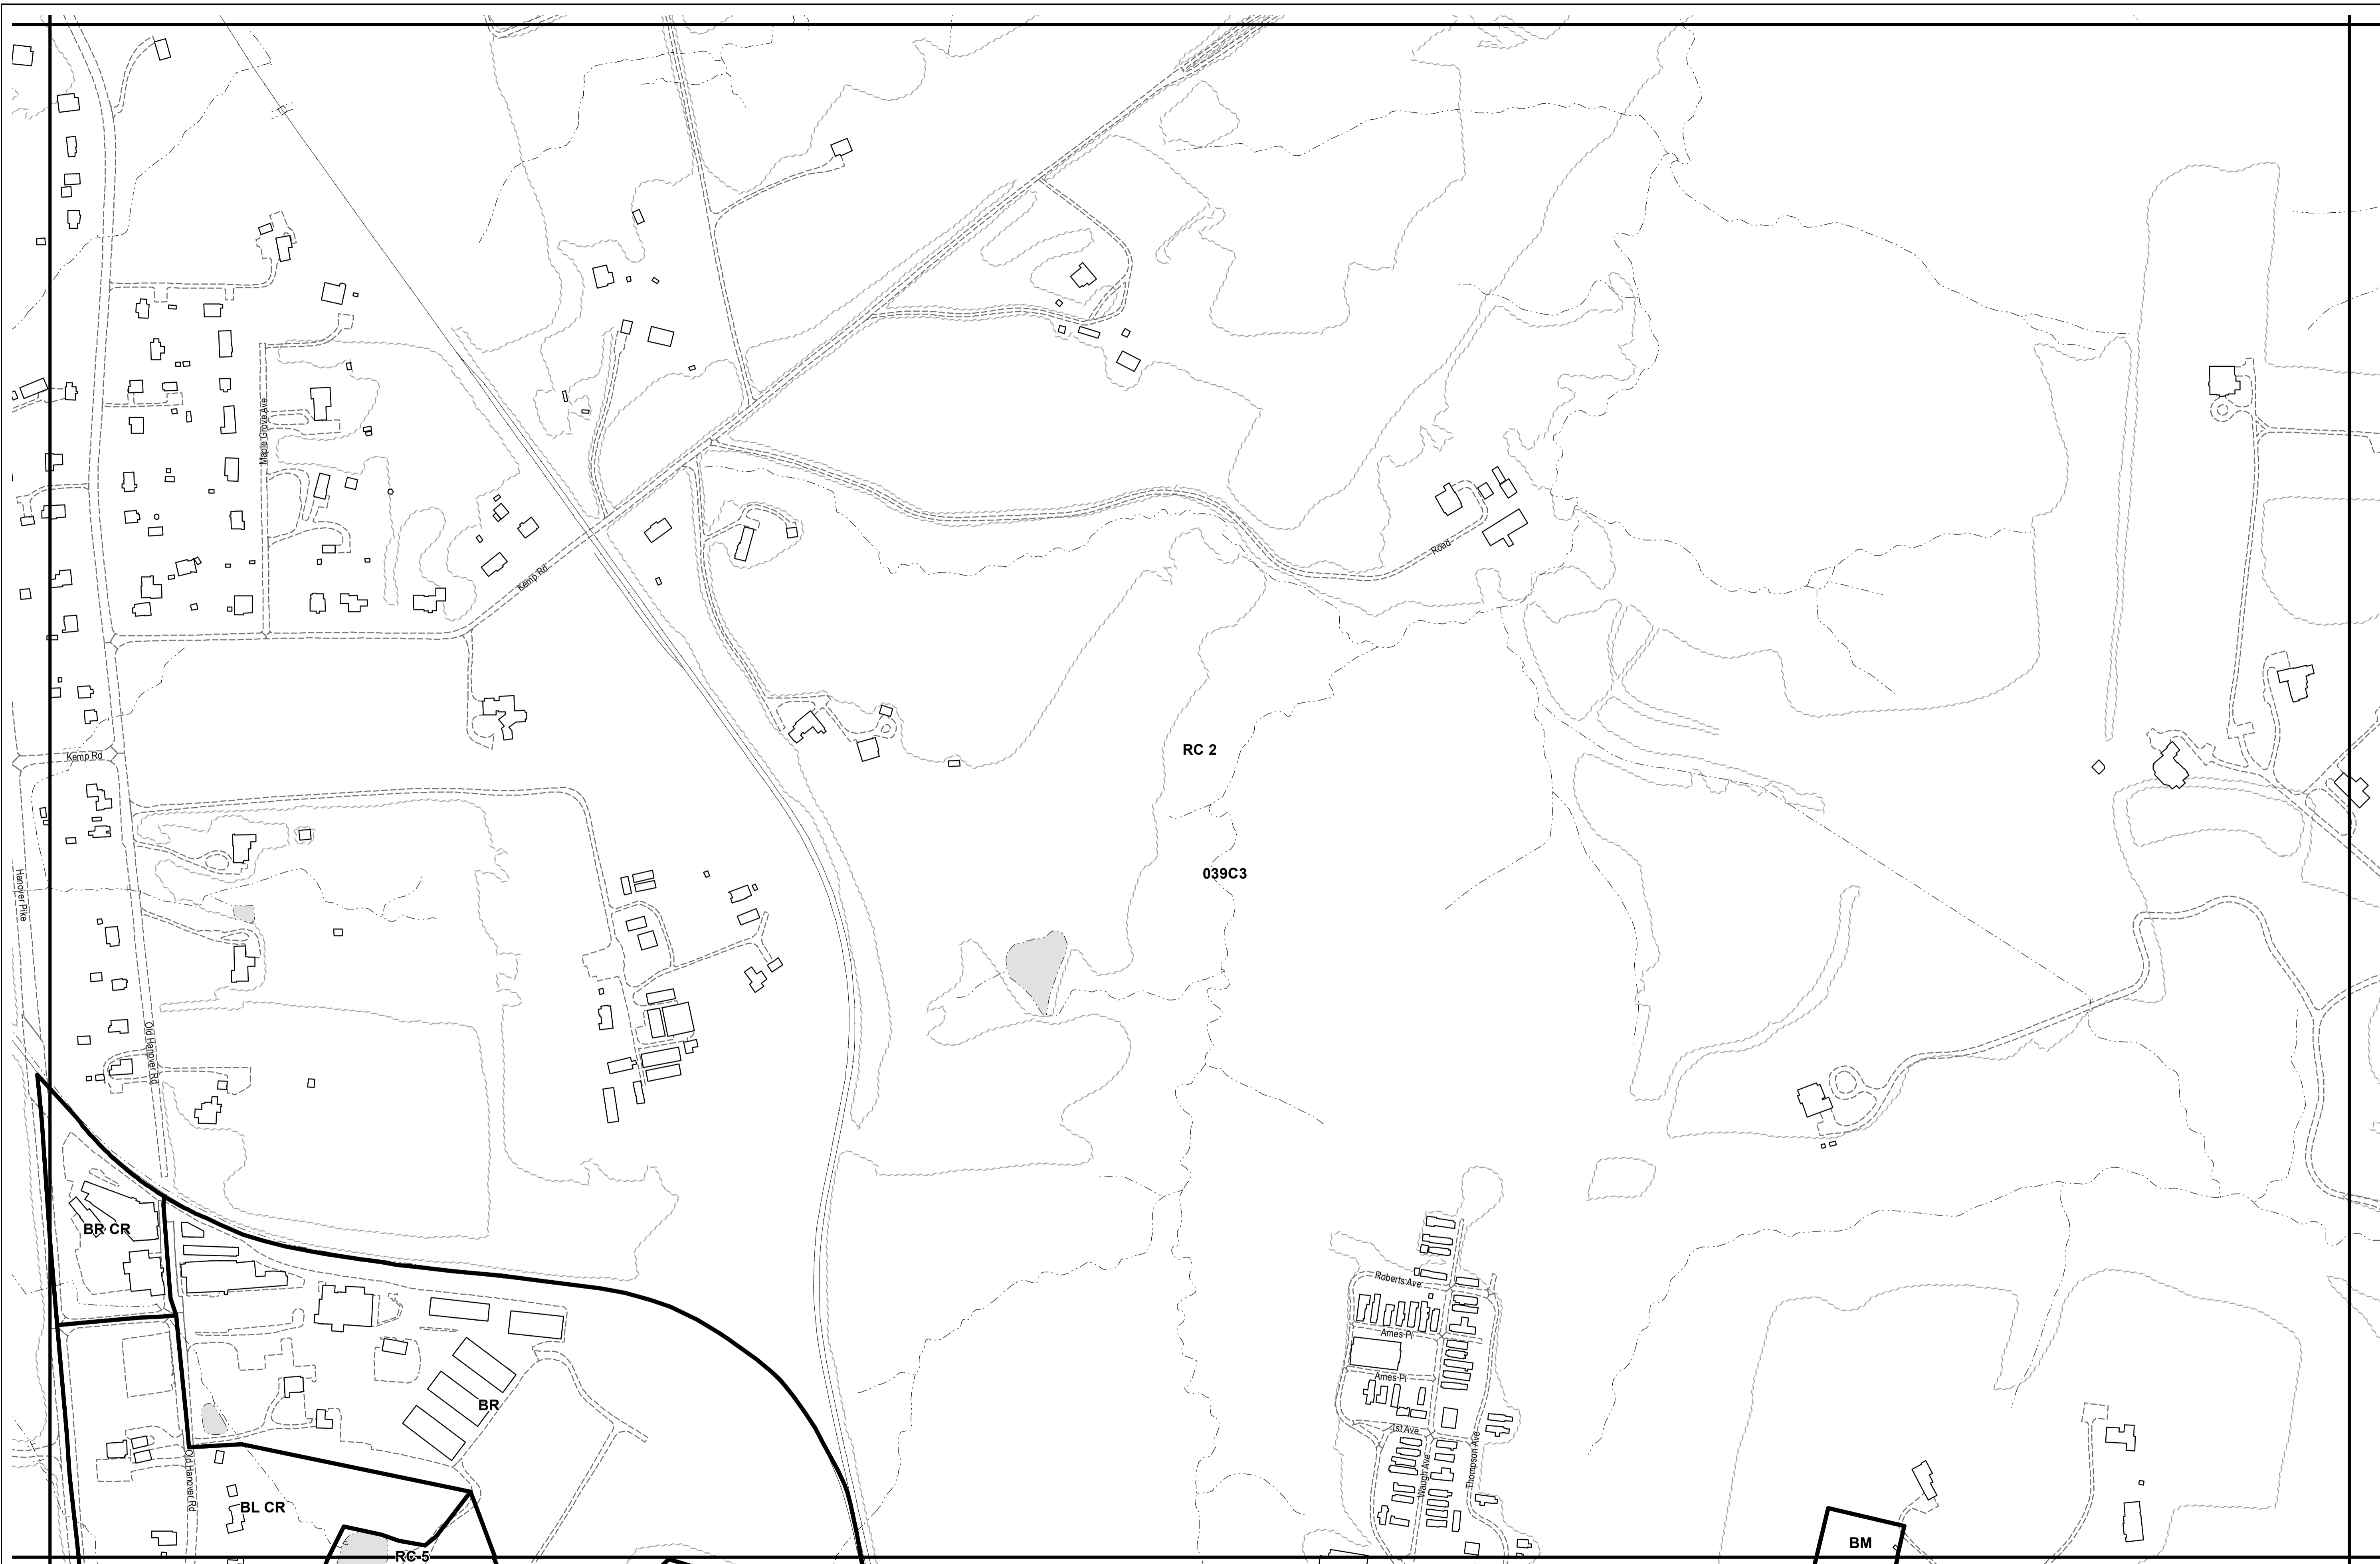 Maple Grove Ave
Kemp Rd
Road
RC 2
Kemp Rd
039C3
Hanover Pike
Old Hanover Rd
BR CR
Roberts Ave
Ames Pl
Ames Pl
BR
1st Ave
Waugh Ave
Thompson Ave
Old Hanover Rd
BL CR
BM
RC 5